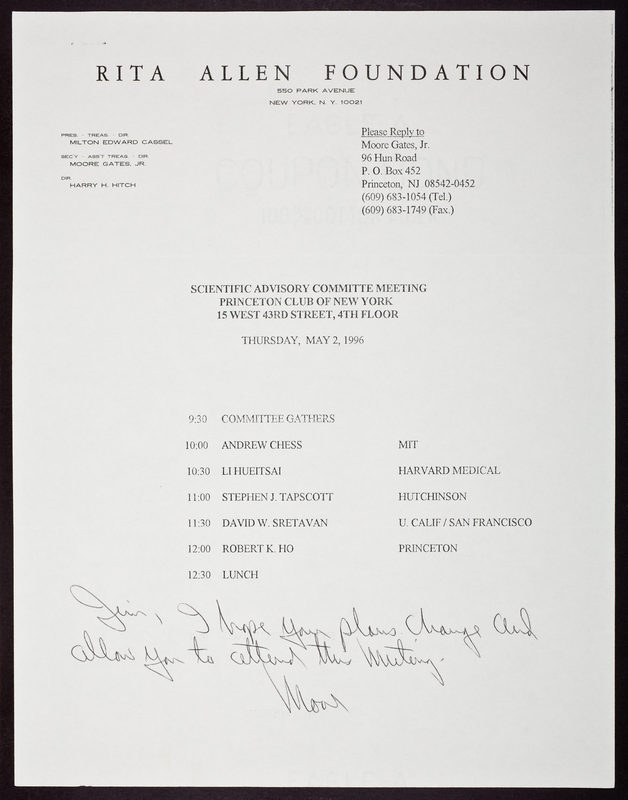 RITA ALLEN FOUNDATION
550 PARK AVENUE
NEW YORK, N. Y. 10021
PRES. - TREAS. - DIR.
MILTON EDWARD CASSEL
SEC'Y - ASS'T TREAS. - DIR.
MOORE GATES, JR.
DIR.
HARRY H. HITCH
Please Reply to
Moore Gates, Jr.
96 Hun Road
P. O. Box 452
Princeton, NJ 08542-0452
(609) 683-1054 (Tel.)
(609) 683-1749 (Fax.)
SCIENTIFIC ADVISORY COMMITTE MEETING
PRINCETON CLUB OF NEW YORK
15 WEST 43RD STREET, 4TH FLOOR
THURSDAY, MAY 2, 1996
9:30 COMMITTEE GATHERS
10:00 ANDREW CHESS MIT
10:30 LI HUEITSAI HARVARD MEDICAL
11:00 STEPHEN J. TAPSCOTT HUTCHINSON
11:30 DAVID W. SRETAVAN U. CALIF / SAN FRANCISCO
12:00 ROBERT K. HO PRINCETON
12:30 LUNCH
Jim, I hope your plans change and
allow you to attend this meeting.
Moore